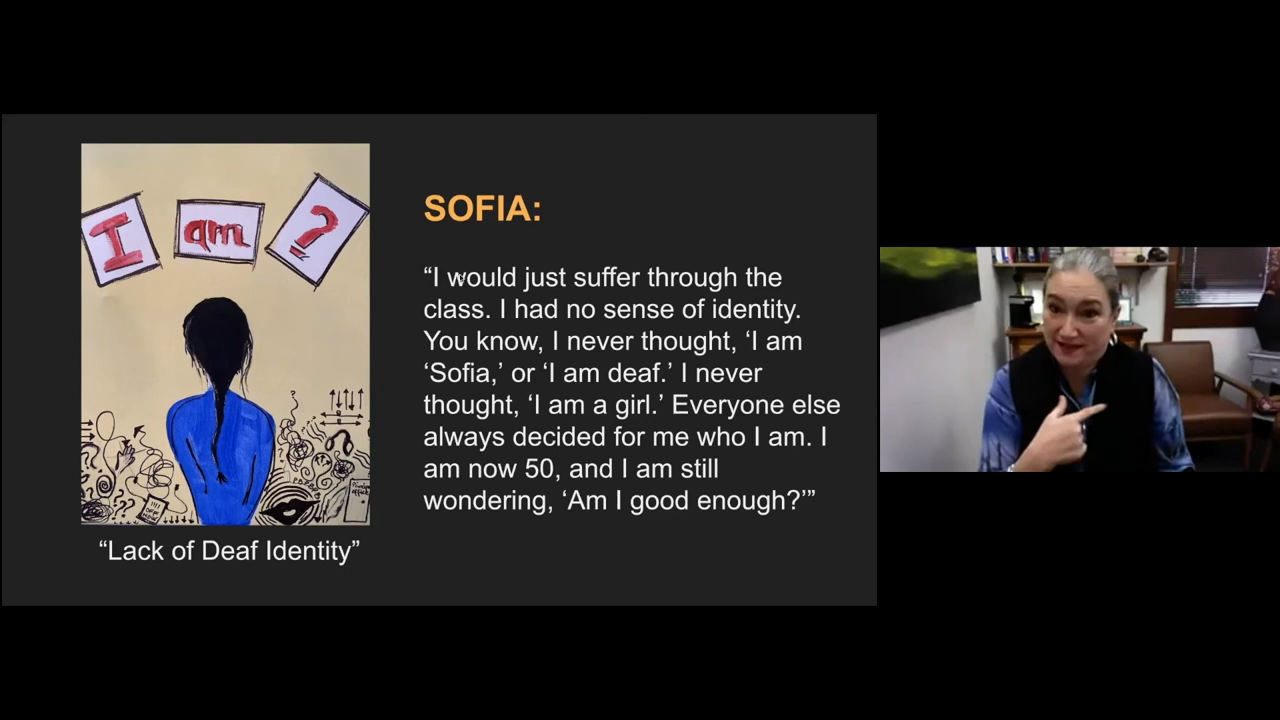 I
am
?
SOFIA:
“I would just suffer through the
class. I had no sense of identity.
You know, I never thought, ‘I am
‘Sofia,’ or ‘I am deaf.’ I never
thought, ‘I am a girl.’ Everyone else
always decided for me who I am. I
am now 50, and I am still
wondering, ‘Am I good enough?’”
“Lack of Deaf Identity”